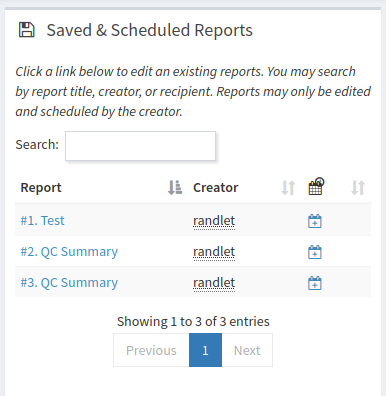 Saved & Scheduled Reports
Click a link below to edit an existing reports. You may search
by report title, creator, or recipient. Reports may only be edited
and scheduled by the creator.
Search:
Report Creator
#1. Test randlet
#2. QC Summary randlet
#3. QC Summary randlet
Showing 1 to 3 of 3 entries
Previous 1 Next